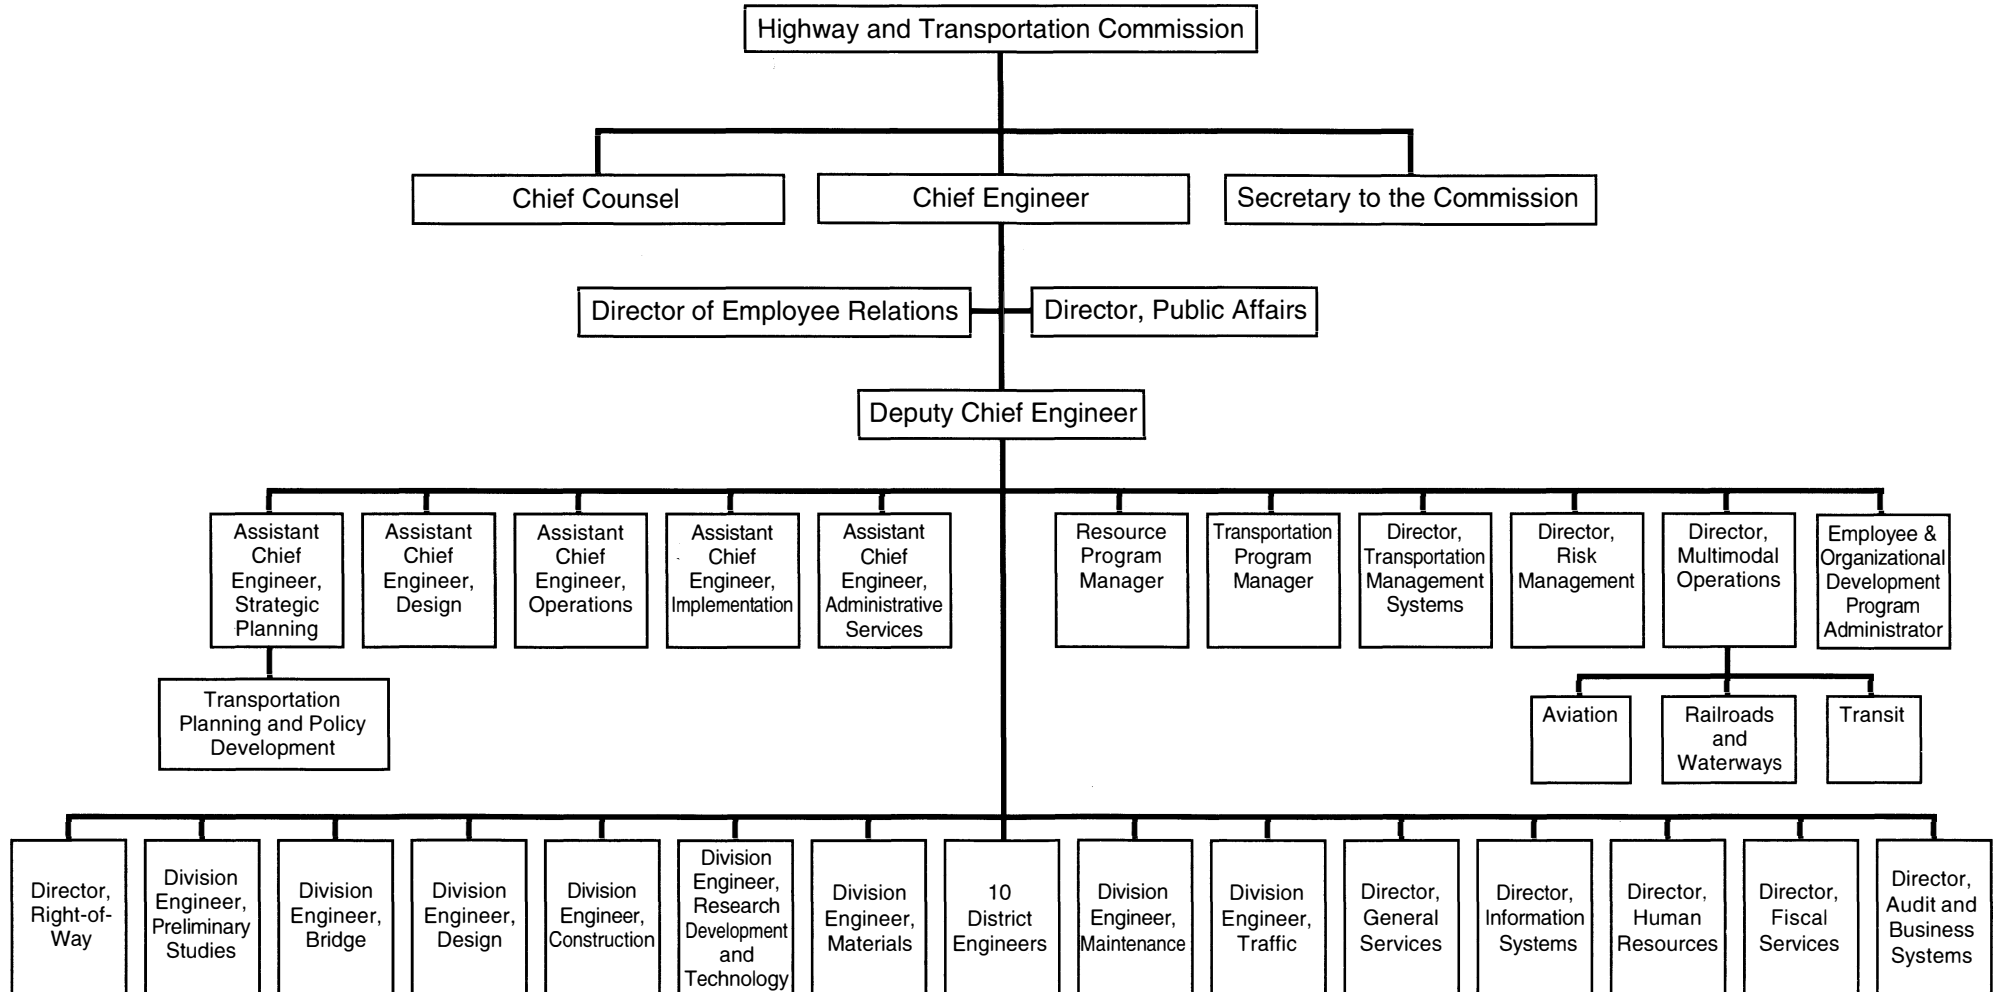 Highway and Transportation Commission
Chief Counsel
Chief Engineer
Secretary to the Commission
Director of Employee Relations
Director, Public Affairs
Deputy Chief Engineer
Assistant
Chief
Engineer,
Strategic
Planning
Assistant
Chief
Engineer,
Design
Assistant
Chief
Engineer,
Operations
Assistant
Chief
Engineer,
Implementation
Assistant
Chief
Engineer,
Administrative
Services
Resource
Program
Manager
Transportation
Program
Manager
Director,
Transportation
Management
Systems
Director,
Risk
Management
Director,
Multimodal
Operations
Employee &
Organizational
Development
Program
Administrator
Transportation
Planning and Policy
Development
Aviation
Railroads
and
Waterways
Transit
Director,
Right-of-
Way
Division
Engineer,
Preliminary
Studies
Division
Engineer,
Bridge
Division
Engineer,
Design
Division
Engineer,
Construction
Division
Engineer,
Research
Development
and
Technology
Division
Engineer,
Materials
10
District
Engineers
Division
Engineer,
Maintenance
Division
Engineer,
Traffic
Director,
General
Services
Director,
Information
Systems
Director,
Human
Resources
Director,
Fiscal
Services
Director,
Audit and
Business
Systems